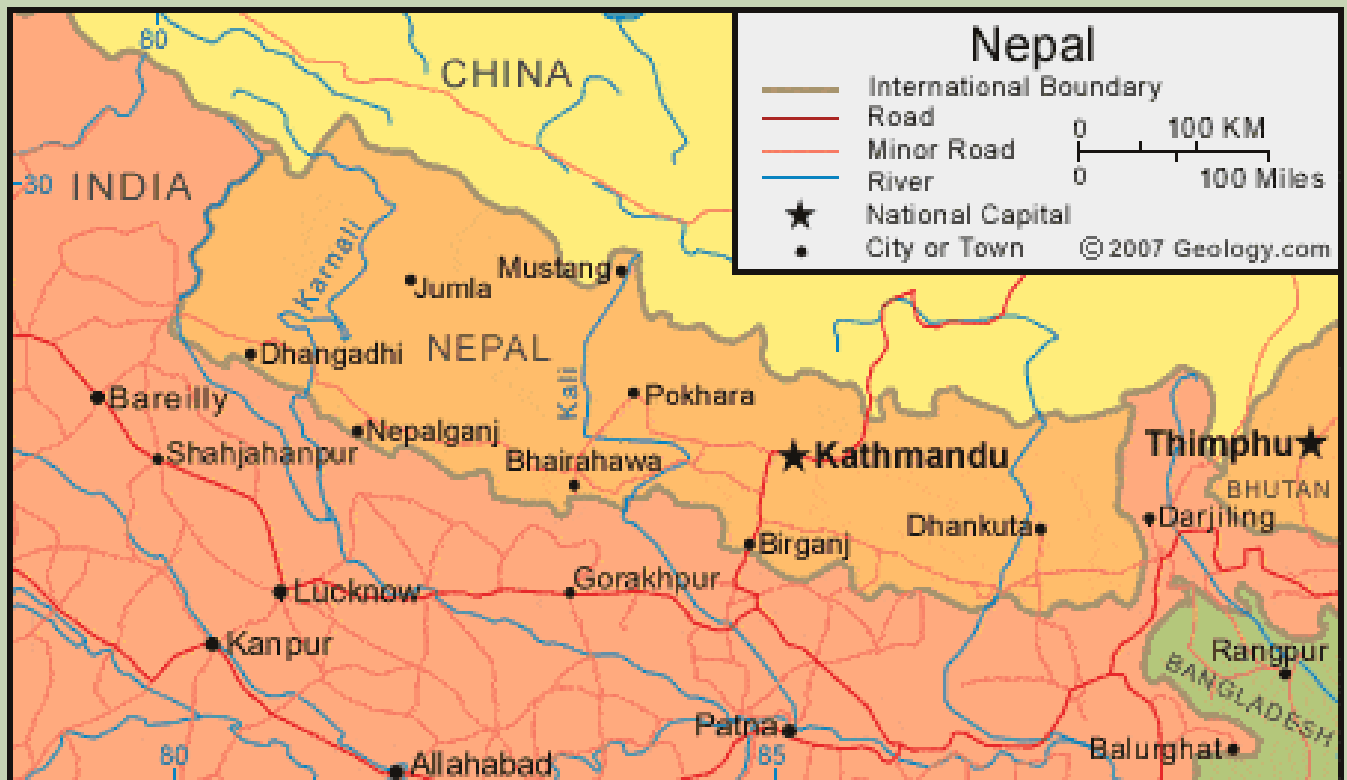 Nepal
International Boundary
Road
Minor Road
River
National Capital
City or Town
0 100 KM
0 100 Miles
© 2007 Geology.com
80
CHINA
30
INDIA
Karnali
Mustang
Jumla
NEPAL
Dhangadhi
Kali
Pokhara
Bareilly
Nepalganj
Shahjahanpur
Bhairahawa
Kathmandu
Thimphu
BHUTAN
Dhankuta
Darjiling
Birganj
Gorakhpur
Lucknow
Kanpur
Rangpur
BANGLADESH
Patna
Balurghat
80
85
Allahabad